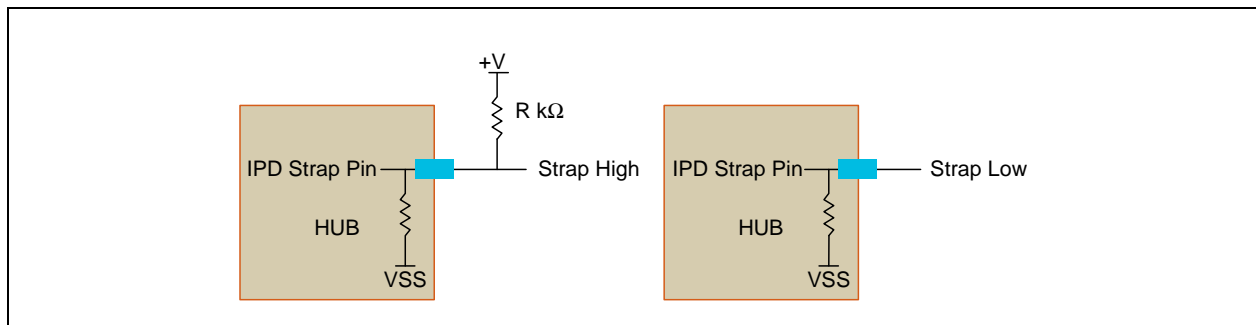 +V
R kΩ
IPD Strap Pin
Strap High
HUB
VSS
IPD Strap Pin
Strap Low
HUB
VSS